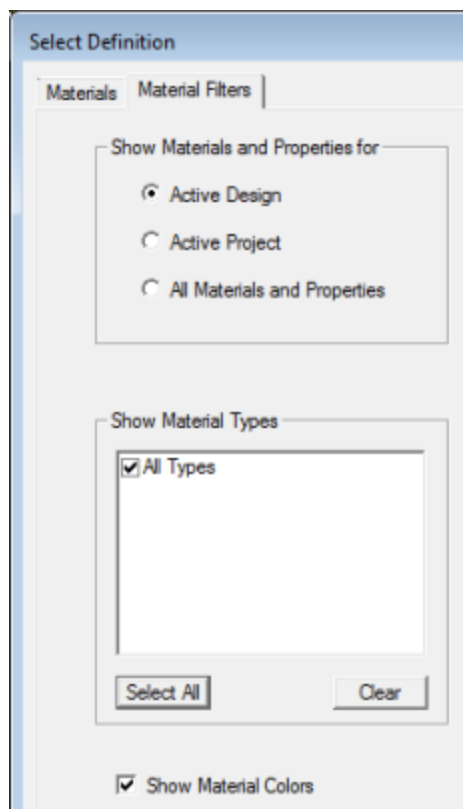 Select Definition
Materials Material Filters
Show Materials and Properties for
Active Design
Active Project
All Materials and Properties
Show Material Types
All Types
Select All Clear
Show Material Colors